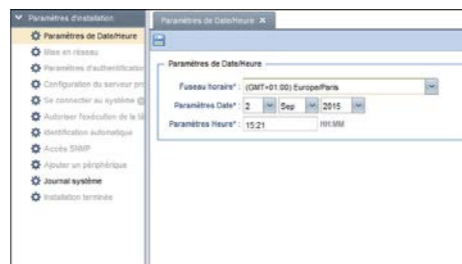 Paramètres d'installation
Paramètres de Date/Heure
Mise en réseau
Paramètres d'authentification
Configuration du serveur pro
Se connecter au système @
Autoriser l'exécution de la
Identification automatique
Accès SNMP
Ajouter un périphérique
Journal système
Installation terminée
Paramètres de Date/Heure
Paramètres de Date/Heure
Fuseau horaire* : (GMT+01:00) Europe/Paris
Paramètres Date* : 2 Sep 2015
Paramètres Heure* : 15:21 HH:MM